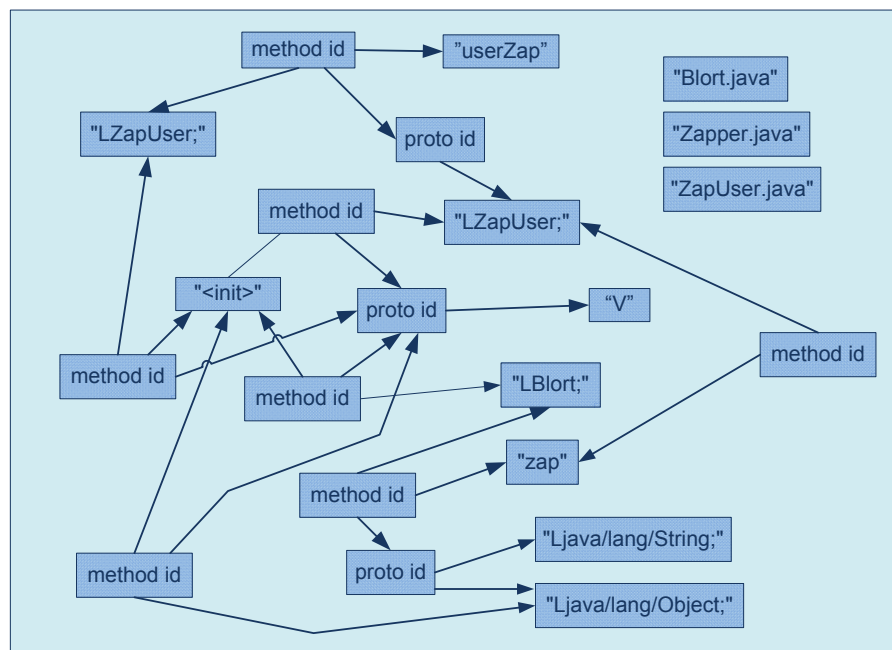 method id
"userZap"
"Blort.java"
"LZapUser;"
proto id
"Zapper.java"
"ZapUser.java"
method id
"LZapUser;"
"<init>"
proto id
"V"
method id
method id
method id
"LBlort;"
"zap"
method id
"Ljava/lang/String;"
method id
proto id
"Ljava/lang/Object;"